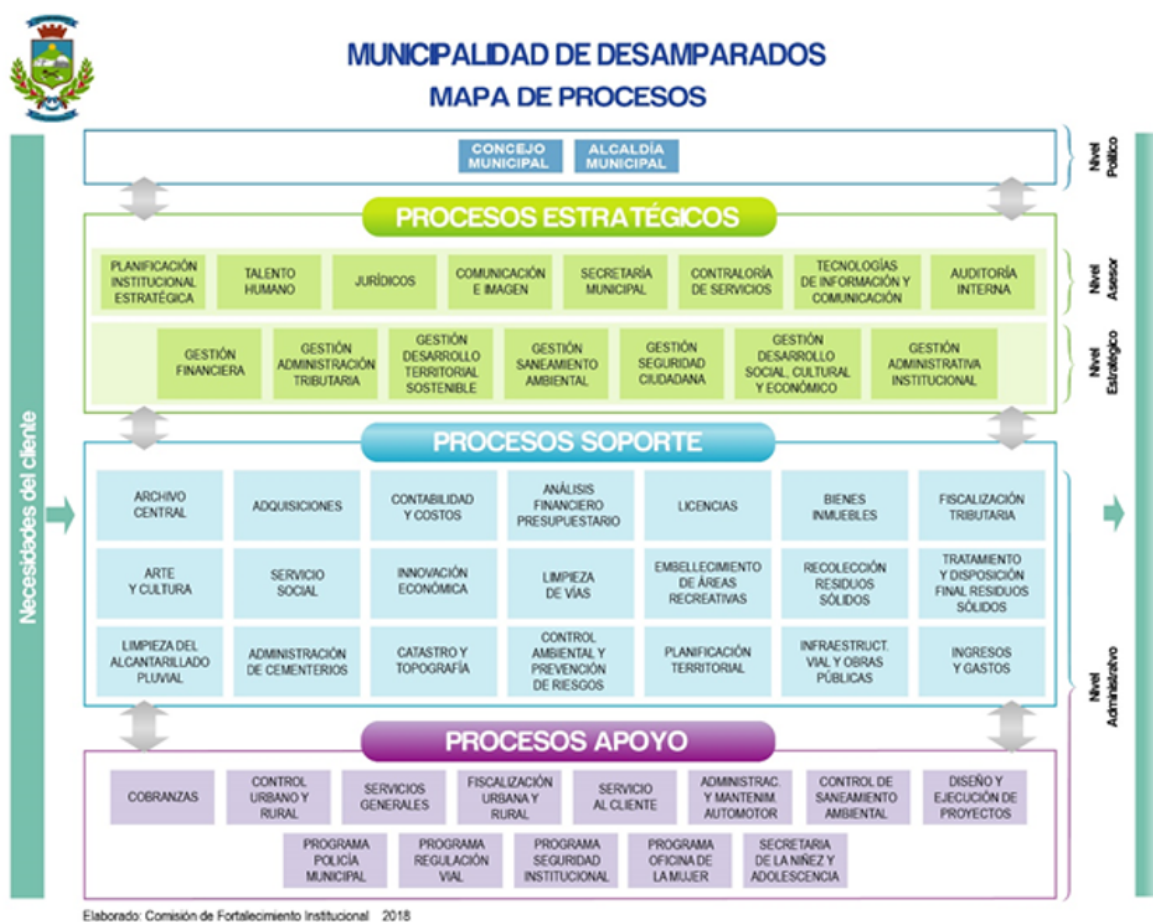 MUNICIPALIDAD DE DESAMPARADOS
MAPA DE PROCESOS
Necesidades del cliente
CONCEJO
MUNICIPAL
ALCALDÍA
MUNICIPAL
Nivel
Político
PROCESOS ESTRATÉGICOS
PLANIFICACIÓN
INSTITUCIONAL
ESTRATÉGICA
TALENTO
HUMANO
JURÍDICOS
COMUNICACIÓN
E IMAGEN
SECRETARÍA
MUNICIPAL
CONTRALORÍA
DE SERVICIOS
TECNOLOGÍAS
DE INFORMACIÓN Y
COMUNICACIÓN
AUDITORÍA
INTERNA
Nivel
Asesor
GESTIÓN
FINANCIERA
GESTIÓN
ADMINISTRACIÓN
TRIBUTARIA
GESTIÓN
DESARROLLO
TERRITORIAL
SOSTENIBLE
GESTIÓN
SANEAMIENTO
AMBIENTAL
GESTIÓN
SEGURIDAD
CIUDADANA
GESTIÓN
DESARROLLO
SOCIAL, CULTURAL
Y ECONÓMICO
GESTIÓN
ADMINISTRATIVA
INSTITUCIONAL
Nivel
Estratégico
PROCESOS SOPORTE
ARCHIVO
CENTRAL
ADQUISICIONES
CONTABILIDAD
Y COSTOS
ANÁLISIS
FINANCIERO
PRESUPUESTARIO
LICENCIAS
BIENES
INMUEBLES
FISCALIZACIÓN
TRIBUTARIA
ARTE
Y CULTURA
SERVICIO
SOCIAL
INNOVACIÓN
ECONÓMICA
LIMPIEZA
DE VÍAS
EMBELLECIMIENTO
DE ÁREAS
RECREATIVAS
RECOLECCIÓN
RESIDUOS
SÓLIDOS
TRATAMIENTO
Y DISPOSICIÓN
FINAL RESIDUOS
SÓLIDOS
LIMPIEZA DEL
ALCANTARILLADO
PLUVIAL
ADMINISTRACIÓN
DE CEMENTERIOS
CATASTRO Y
TOPOGRAFÍA
CONTROL
AMBIENTAL Y
PREVENCIÓN
DE RIESGOS
PLANIFICACIÓN
TERRITORIAL
INFRAESTRUCT.
VIAL Y OBRAS
PÚBLICAS
INGRESOS
Y GASTOS
Nivel
Administrativo
PROCESOS APOYO
COBRANZAS
CONTROL
URBANO Y
RURAL
SERVICIOS
GENERALES
FISCALIZACIÓN
URBANA Y
RURAL
SERVICIO
AL CLIENTE
ADMINISTRAC.
Y MANTENIM.
AUTOMOTOR
CONTROL DE
SANEAMIENTO
AMBIENTAL
DISEÑO Y
EJECUCIÓN DE
PROYECTOS
PROGRAMA
POLICÍA
MUNICIPAL
PROGRAMA
REGULACIÓN
VIAL
PROGRAMA
SEGURIDAD
INSTITUCIONAL
PROGRAMA
OFICINA DE
LA MUJER
SECRETARIA
DE LA NIÑEZ Y
ADOLESCENCIA
Elaborado: Comisión de Fortalecimiento Institucional 2018